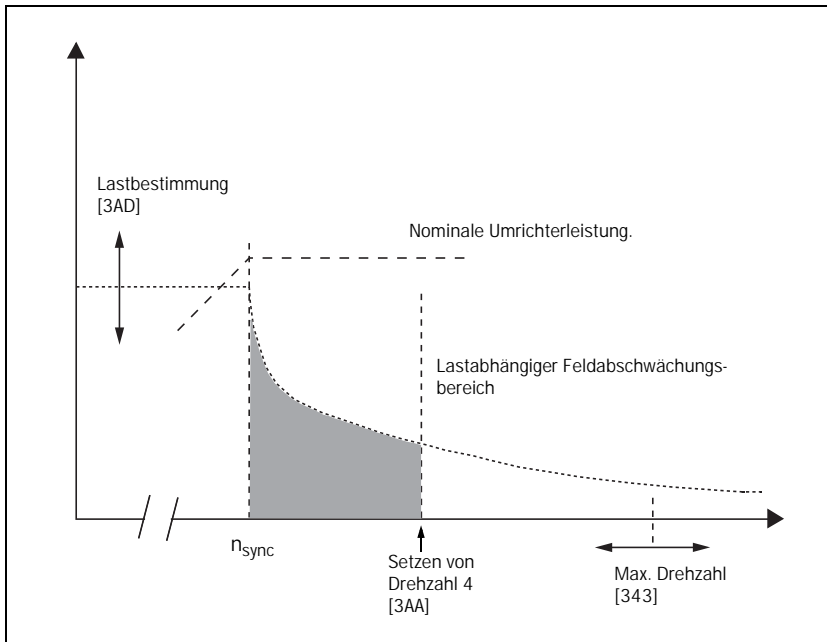 Lastbestimmung
[3AD]
Nominale Umrichterleistung.
Lastabhängiger Feldabschwächungs-
bereich
nsync
Setzen von
Drehzahl 4
[3AA]
Max. Drehzahl
[343]